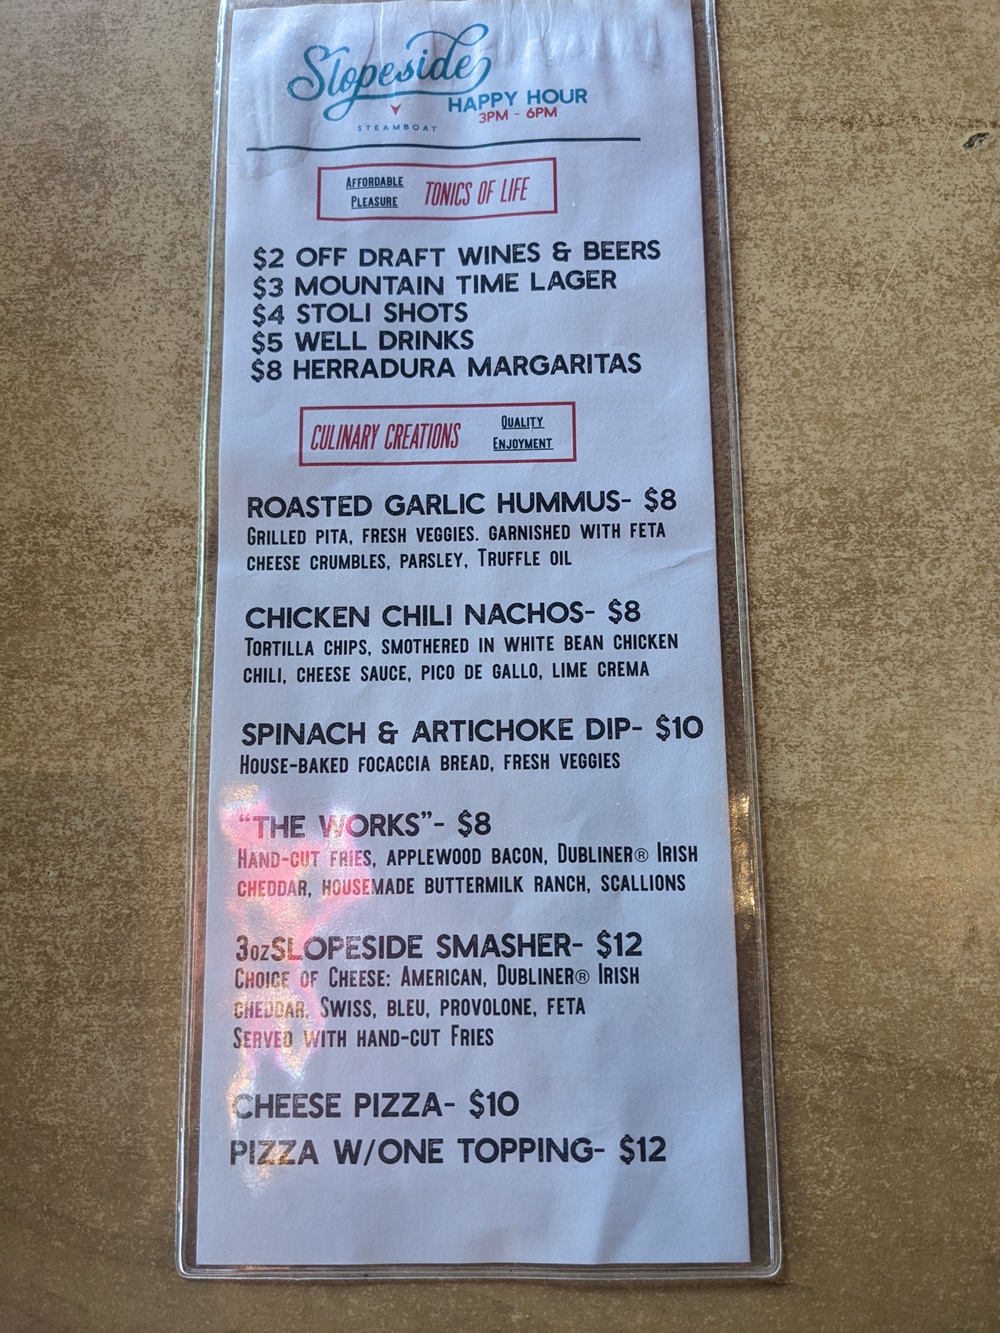 Slopeside
HAPPY HOUR
3PM - 6PM
STEAMBOAT
AFFORDABLE
PLEASURE
TONICS OF LIFE
$2 OFF DRAFT WINES & BEERS
$3 MOUNTAIN TIME LAGER
$4 STOLI SHOTS
$5 WELL DRINKS
$8 HERRADURA MARGARITAS
CULINARY CREATIONS
QUALITY
ENJOYMENT
ROASTED GARLIC HUMMUS- $8
GRILLED PITA, FRESH VEGGIES. GARNISHED WITH FETA
CHEESE CRUMBLES, PARSLEY, TRUFFLE OIL
CHICKEN CHILI NACHOS- $8
TORTILLA CHIPS, SMOTHERED IN WHITE BEAN CHICKEN
CHILI, CHEESE SAUCE, PICO DE GALLO, LIME CREMA
SPINACH & ARTICHOKE DIP- $10
HOUSE-BAKED FOCACCIA BREAD, FRESH VEGGIES
"THE WORKS"- $8
HAND-CUT FRIES, APPLEWOOD BACON, DUBLINER® IRISH
CHEDDAR, HOUSEMADE BUTTERMILK RANCH, SCALLIONS
3OZSLOPESIDE SMASHER- $12
CHOICE OF CHEESE: AMERICAN, DUBLINER® IRISH
CHEDDAR, SWISS, BLEU, PROVOLONE, FETA
SERVED WITH HAND-CUT FRIES
CHEESE PIZZA- $10
PIZZA W/ONE TOPPING- $12